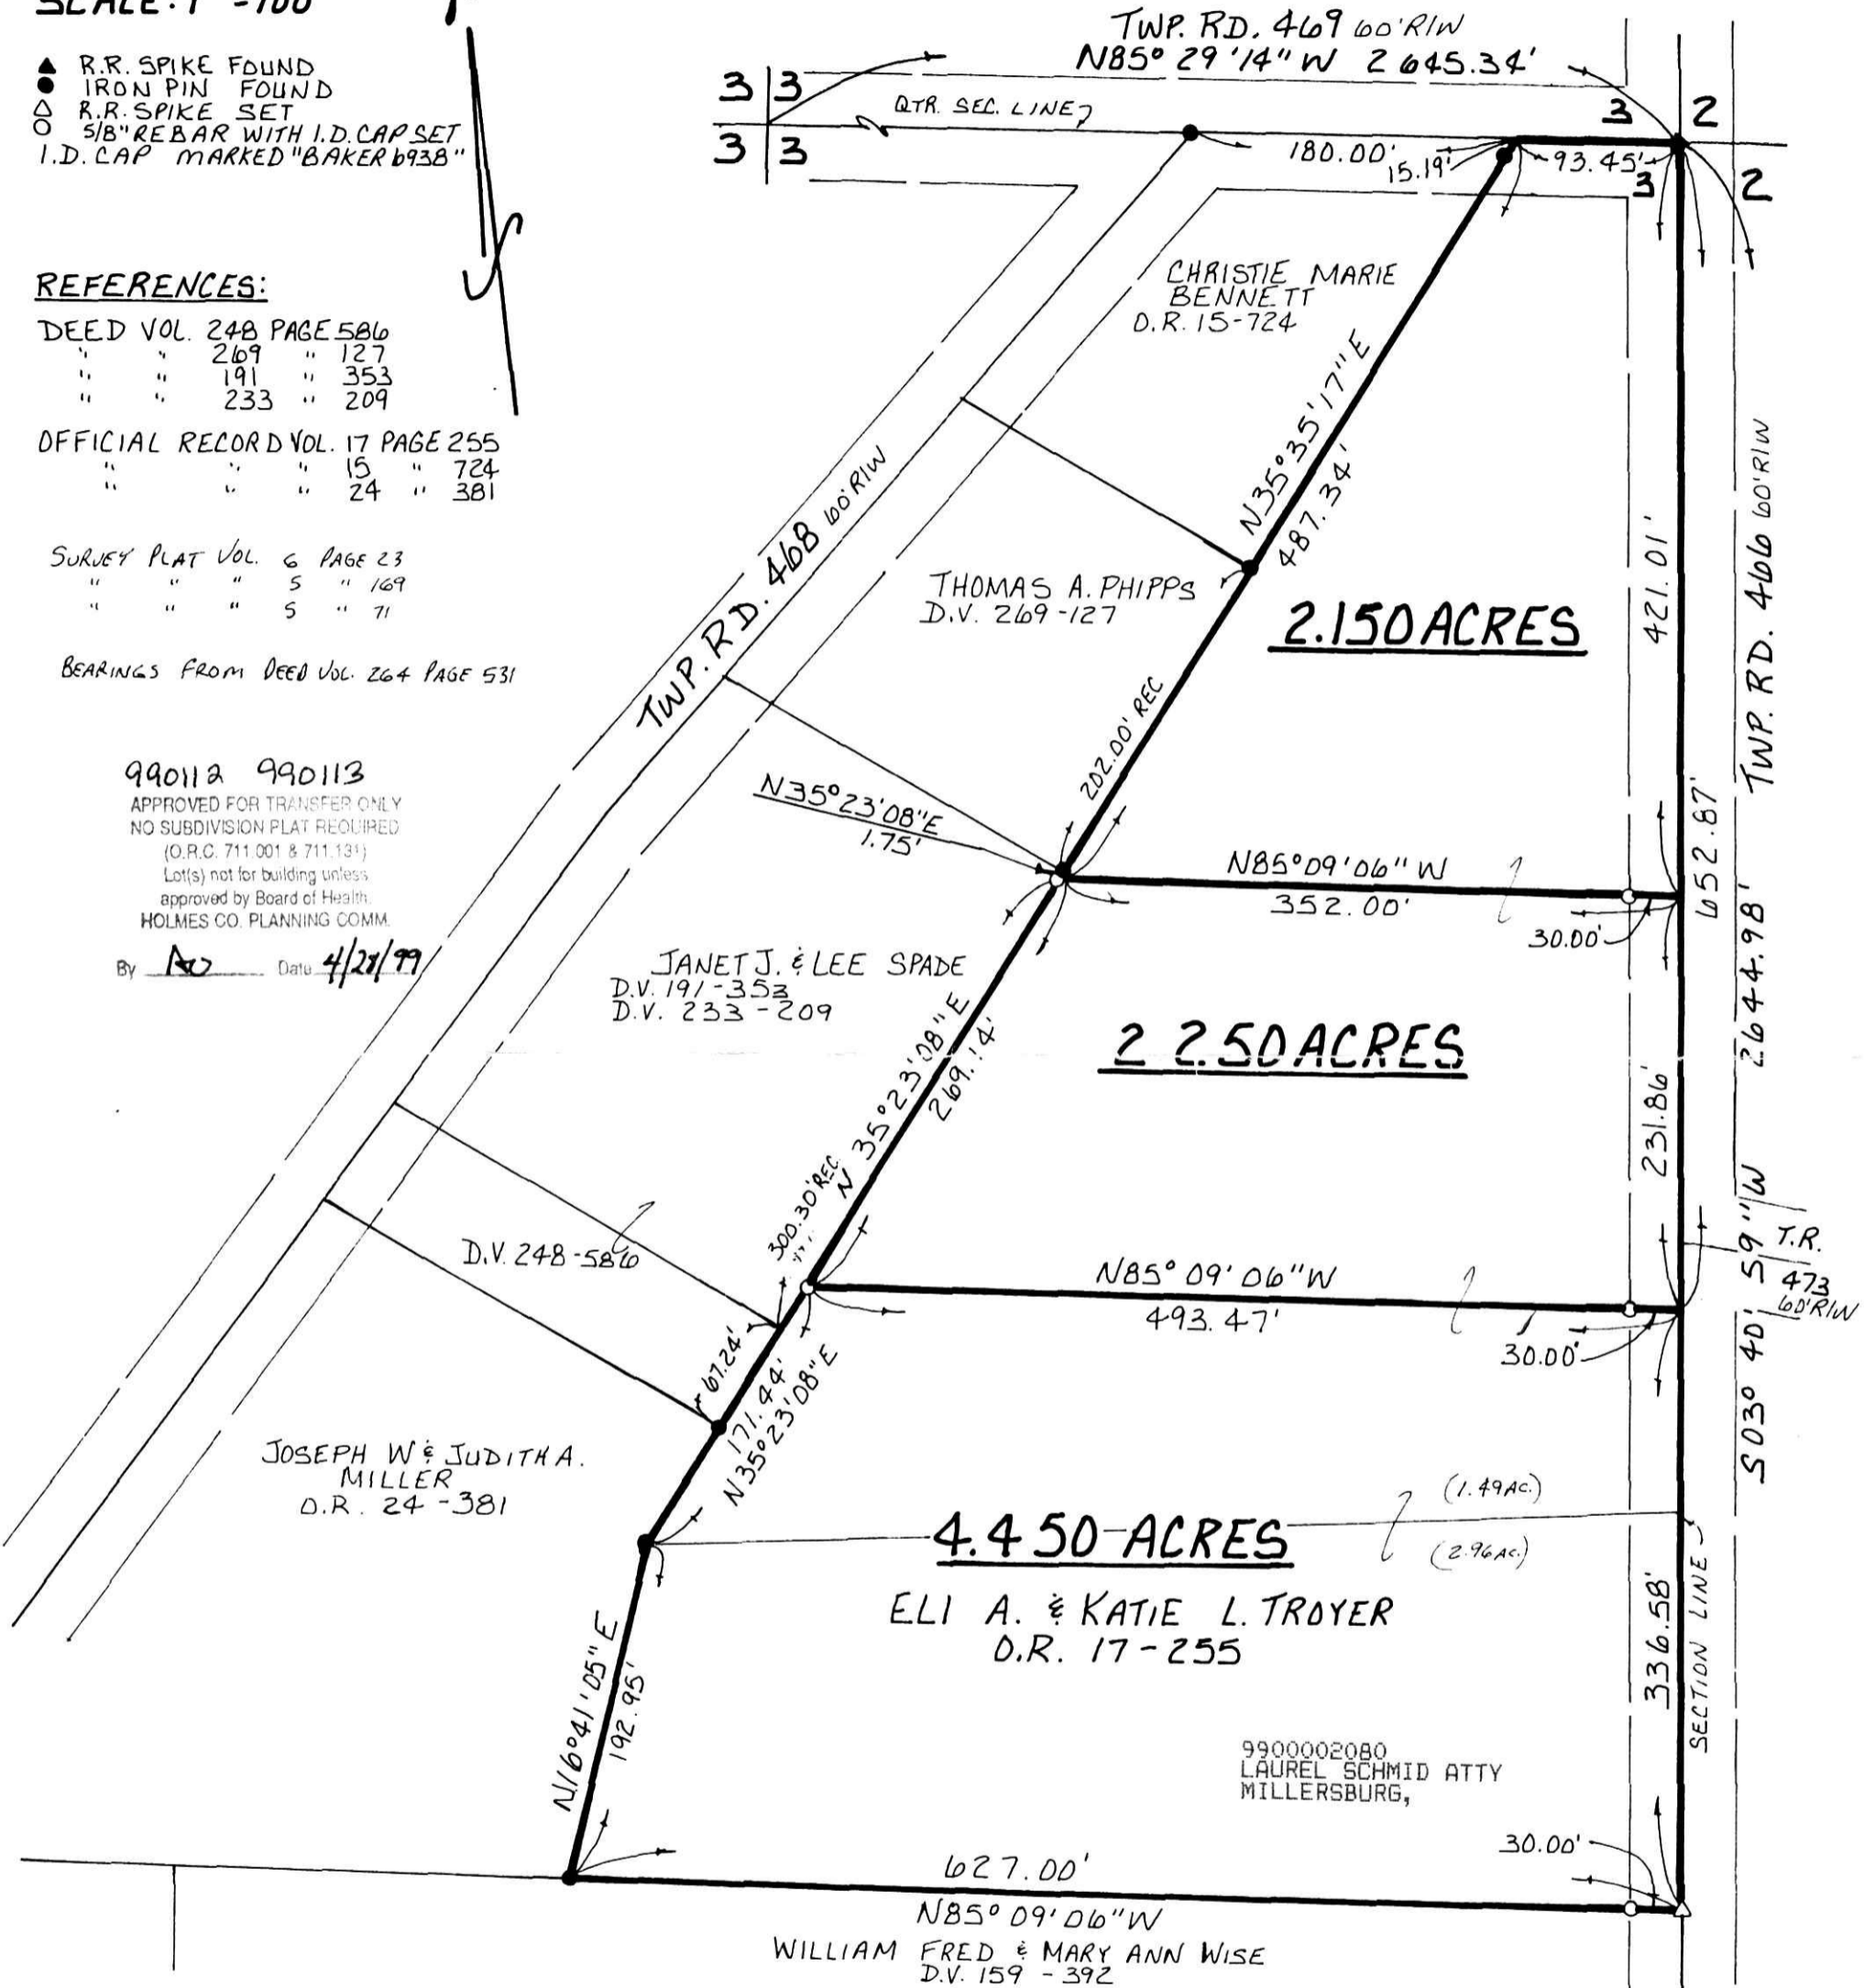 SCALE: 1" = 100'
R.R. SPIKE FOUND
IRON PIN FOUND
R.R. SPIKE SET
5/8" REBAR WITH I.D. CAP SET
I.D. CAP MARKED "BAKER 6938"
REFERENCES:
DEED VOL. 248 PAGE 586
" " 269 " 127
" " 191 " 353
" " 233 " 209
OFFICIAL RECORD VOL. 17 PAGE 255
" " " 15 " 724
" " " 24 " 381
SURVEY PLAT VOL. 6 PAGE 23
" " " 5 " 169
" " " 5 " 71
BEARINGS FROM DEED VOL. 264 PAGE 531
990112 990113
APPROVED FOR TRANSFER ONLY
NO SUBDIVISION PLAT REQUIRED
(O.R.C. 711.001 & 711.131)
Lot(s) not for building unless
approved by Board of Health.
HOLMES CO. PLANNING COMM.
By Date 4/28/99
TWP. RD. 469 60' R/W
N85° 29' 14" W 2645.34'
3 3
3 3
QTR. SEC. LINE
3 2
3 2
180.00'
15.19'
93.45'
CHRISTIE MARIE
BENNETT
O.R. 15-724
N35°35'17"E
487.34'
TWP. RD. 468 60' R/W
THOMAS A. PHIPPS
D.V. 269-127
2.150 ACRES
421.01'
TWP. RD. 466 60' R/W
202.00' REC
N35°23'08"E
1.75'
N85°09'06"W
352.00'
30.00'
652.87'
2644.98'
JANET J. & LEE SPADE
D.V. 191-353
D.V. 233-209
N 35°23'08"E
269.14'
2 2.50 ACRES
231.86'
300.30' REC.
D.V. 248-586
N85° 09' 06"W
493.47'
30.00'
T.R.
473
60' R/W
S 03° 40' 59" W
67.24'
171.44'
N35°23'08"E
JOSEPH W & JUDITH A.
MILLER
O.R. 24-381
(1.49 AC.)
4.450 ACRES
(2.96 AC.)
ELI A. & KATIE L. TROYER
O.R. 17-255
336.58'
SECTION LINE
N16°41'05"E
192.95'
9900002080
LAUREL SCHMID ATTY
MILLERSBURG,
30.00'
627.00'
N85° 09' 06"W
WILLIAM FRED & MARY ANN WISE
D.V. 159-392